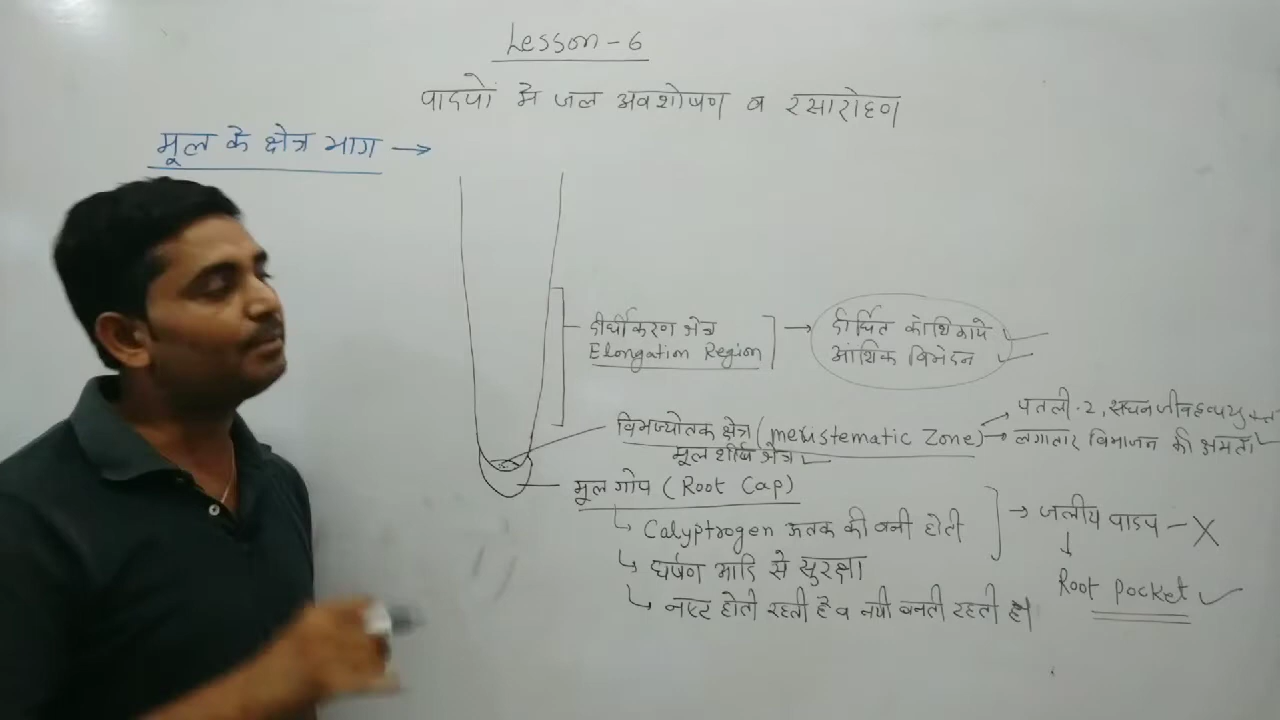 Lesson - 6
पादपों मे जल अवशोषण व रसारोहण
मूल के क्षेत्र भाग →
दीर्घीकरण क्षेत्र
Elongation Region
→ दीर्घित कोशिकाये
आंशिक विभेदन
विभज्योतक क्षेत्र (meristematic Zone)
मूल शीर्ष क्षेत्र
पतली-2, सघन जीवद्रव्य
→ लगातार विभाजन की क्षमता
मूल गोप (Root Cap)
↳ Calyptrogen ऊतक की बनी होती
↳ घर्षण आदि से सुरक्षा
↳ नष्ट होती रहती है व नयी बनती रहती है।
→ जलीय पादप - X
↓
Root Pocket